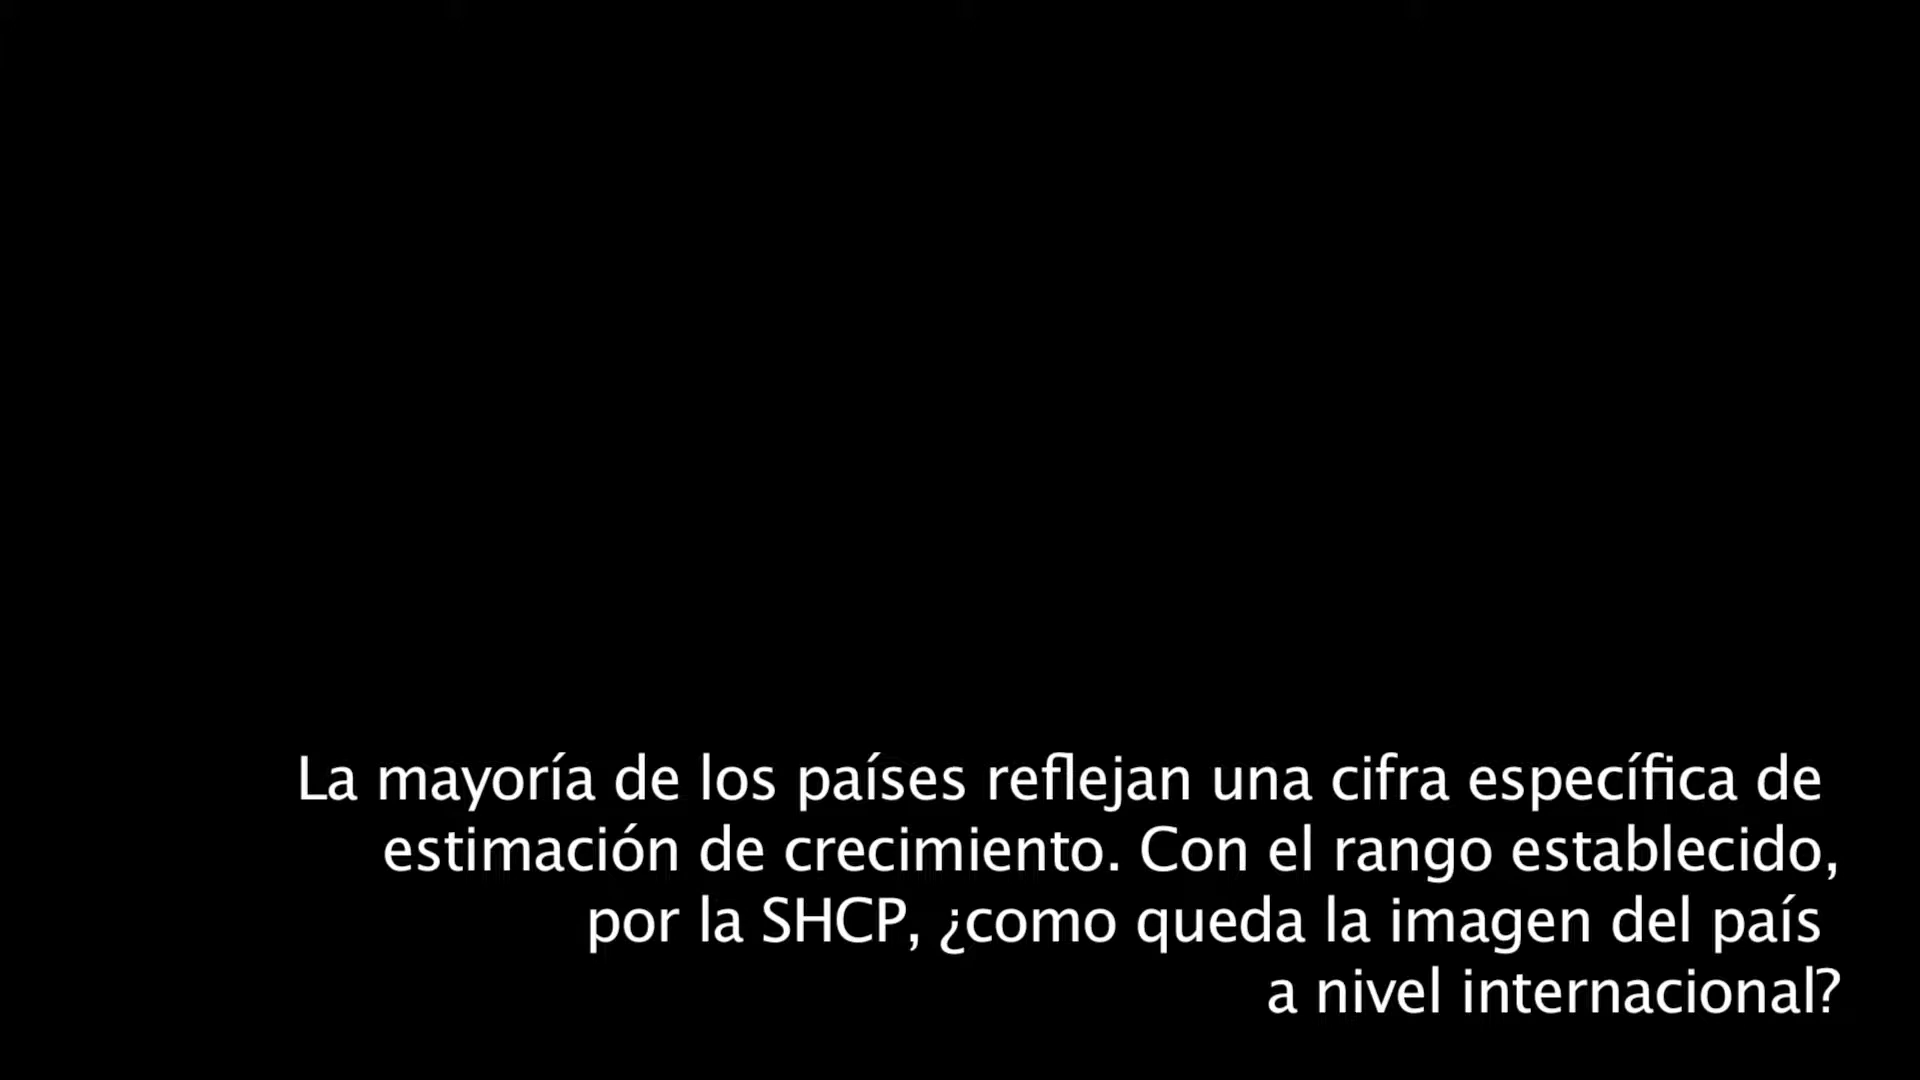 La mayoría de los países reflejan una cifra específica de
estimación de crecimiento. Con el rango establecido,
por la SHCP, ¿como queda la imagen del país
a nivel internacional?